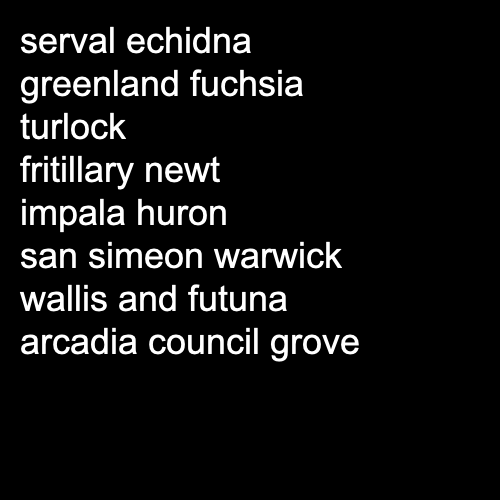 serval echidna
greenland fuchsia
turlock
fritillary newt
impala huron
san simeon warwick
wallis and futuna
arcadia council grove